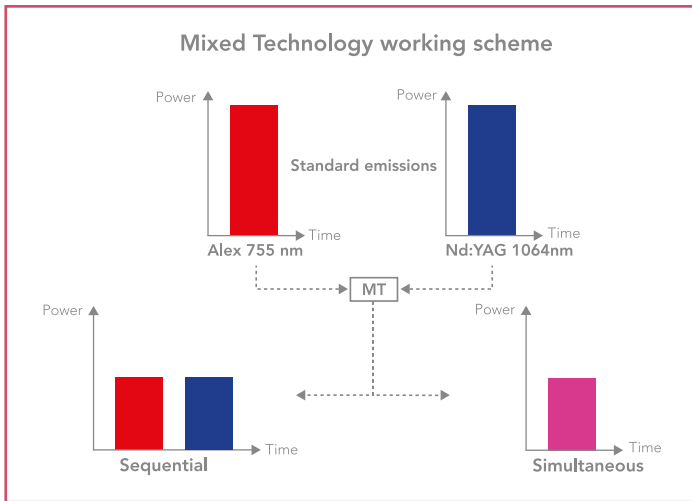 Mixed Technology working scheme
Power
Power
Standard emissions
Time
Time
Alex 755 nm
Nd:YAG 1064nm
MT
Power
Power
Time
Time
Sequential
Simultaneous